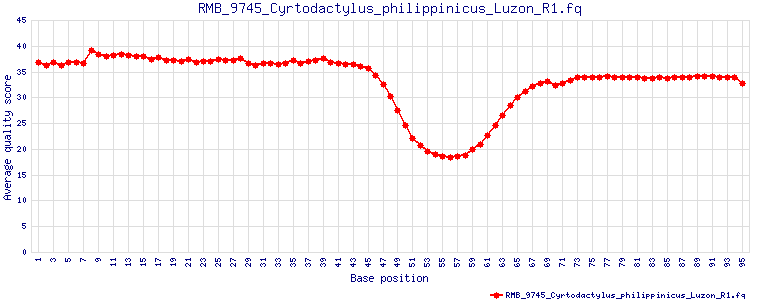 RMB_9745_Cyrtodactylus_philippinicus_Luzon_R1.fq
45
40
35
30
25
20
15
10
5
0
Average quality score
1 3 5 7 9 11 13 15 17 19 21 23 25 27 29 31 33 35 37 39 41 43 45 47 49 51 53 55 57 59 61 63 65 67 69 71 73 75 77 79 81 83 85 87 89 91 93 95
Base position
RMB_9745_Cyrtodactylus_philippinicus_Luzon_R1.fq